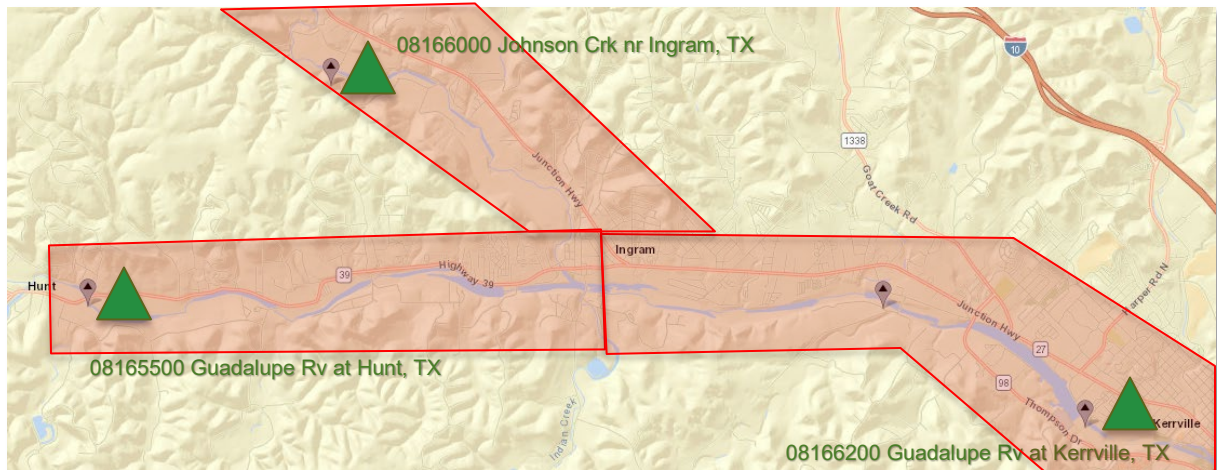 08166000 Johnson Crk nr Ingram, TX
10
1338
Goat Creek Rd
Junction Hwy
Ingram
Harper Rd N
Hunt
39
Highway 39
Junction Hwy
27
98
Thompson Dr
Kerrville
08165500 Guadalupe Rv at Hunt, TX
Indian Creek
08166200 Guadalupe Rv at Kerrville, TX